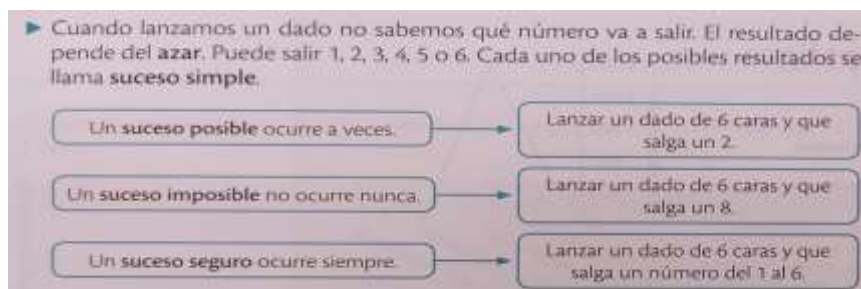 ► Cuando lanzamos un dado no sabemos qué número va a salir. El resultado de-
pende del azar. Puede salir 1, 2, 3, 4, 5 o 6. Cada uno de los posibles resultados se
llama suceso simple.
Un suceso posible ocurre a veces.
Lanzar un dado de 6 caras y que
salga un 2.
Un suceso imposible no ocurre nunca.
Lanzar un dado de 6 caras y que
salga un 8.
Un suceso seguro ocurre siempre.
Lanzar un dado de 6 caras y que
salga un número del 1 al 6.